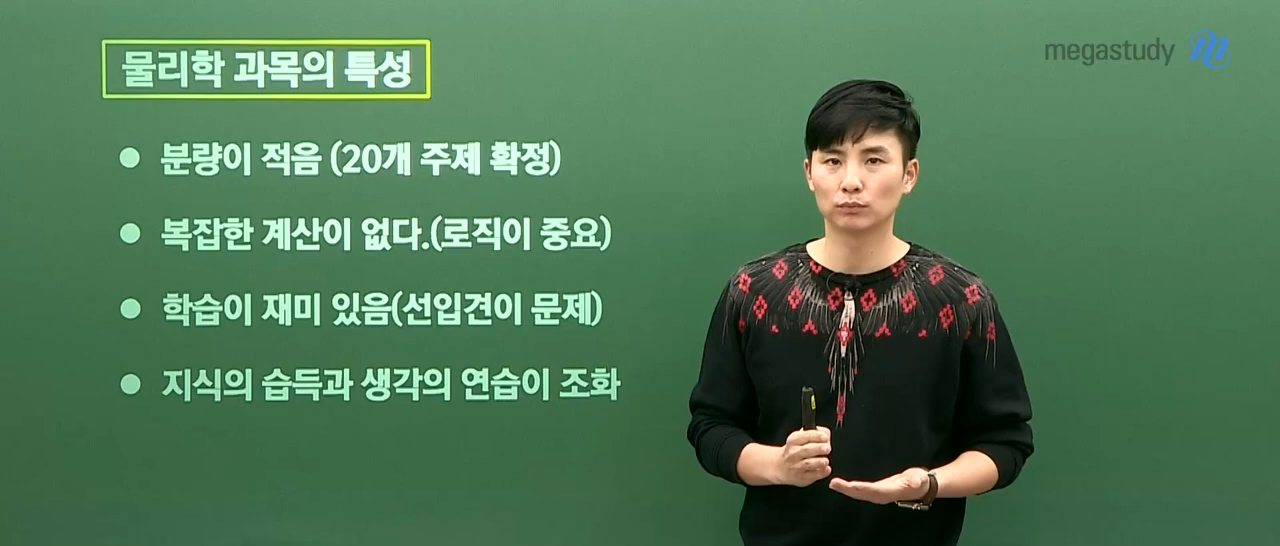 물리학 과목의 특성
megastudy
● 분량이 적음 (20개 주제 확정)
● 복잡한 계산이 없다.(로직이 중요)
● 학습이 재미 있음(선입견이 문제)
● 지식의 습득과 생각의 연습이 조화